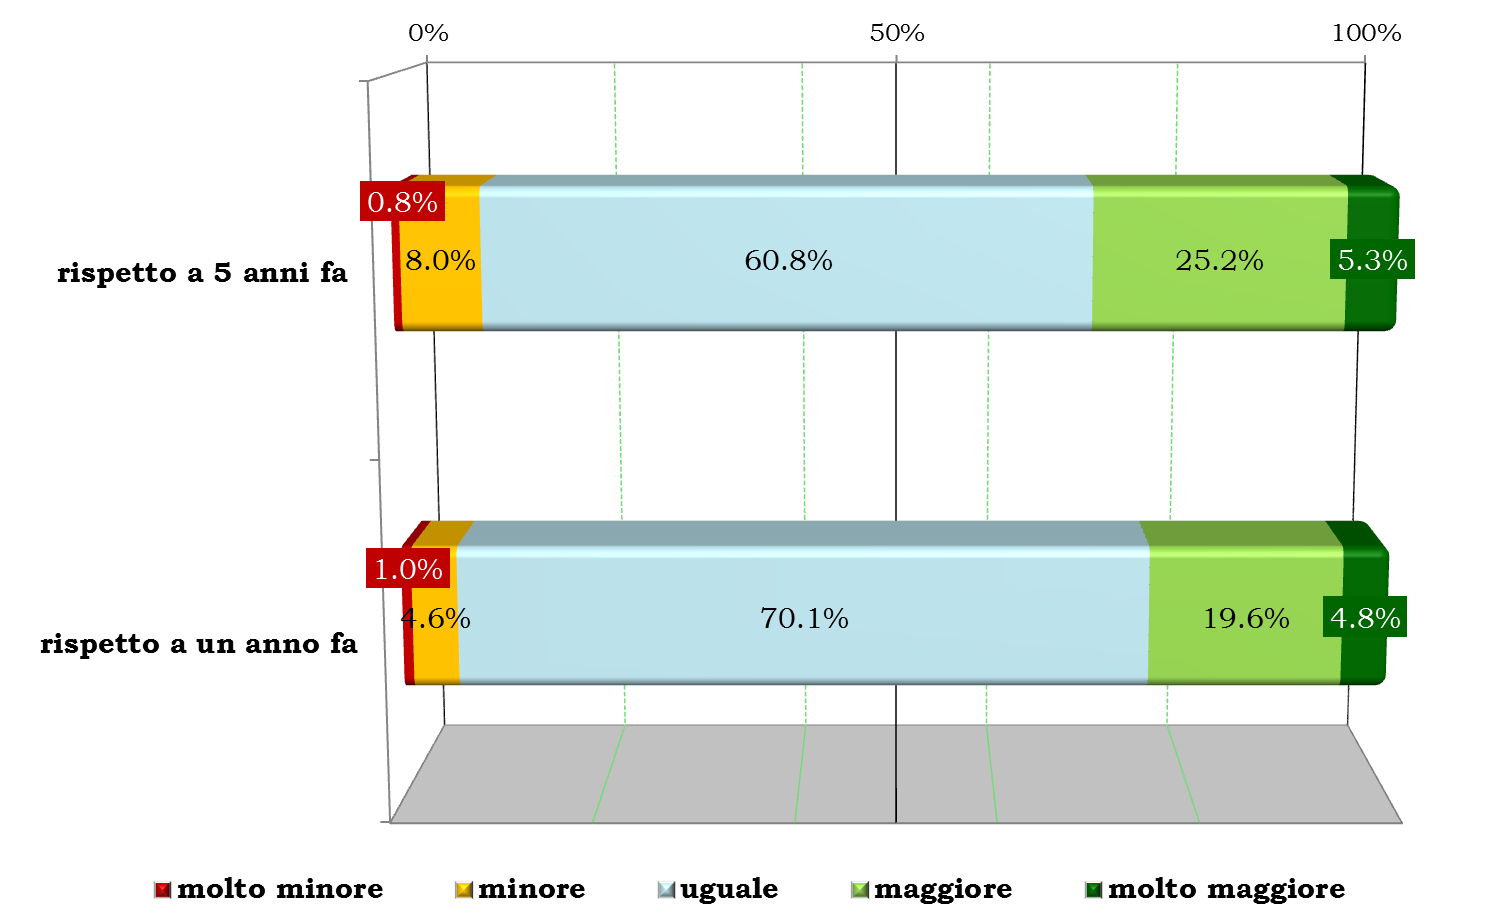 0% 50% 100%
0.8%
8.0% 60.8% 25.2% 5.3%
rispetto a 5 anni fa
1.0%
4.6% 70.1% 19.6% 4.8%
rispetto a un anno fa
molto minore minore uguale maggiore molto maggiore